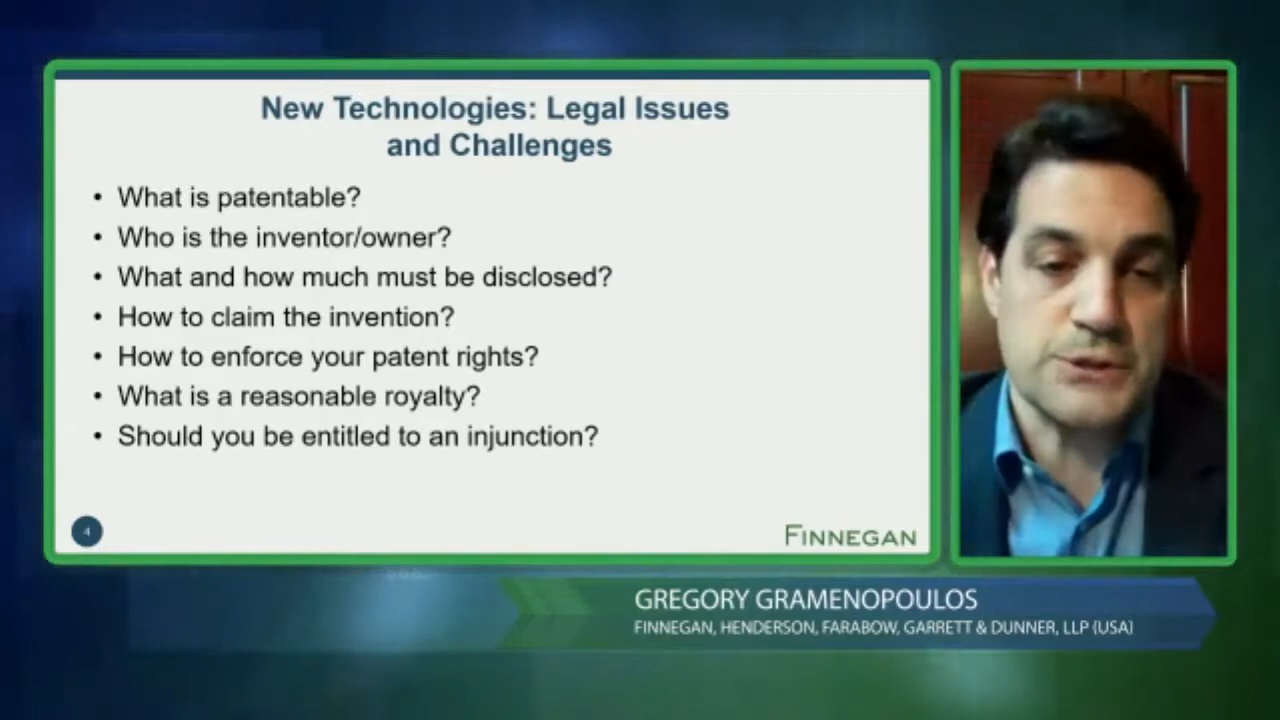 New Technologies: Legal Issues
and Challenges
• What is patentable?
• Who is the inventor/owner?
• What and how much must be disclosed?
• How to claim the invention?
• How to enforce your patent rights?
• What is a reasonable royalty?
• Should you be entitled to an injunction?
4
FINNEGAN
GREGORY GRAMENOPOULOS
FINNEGAN, HENDERSON, FARABOW, GARRETT & DUNNER, LLP (USA)